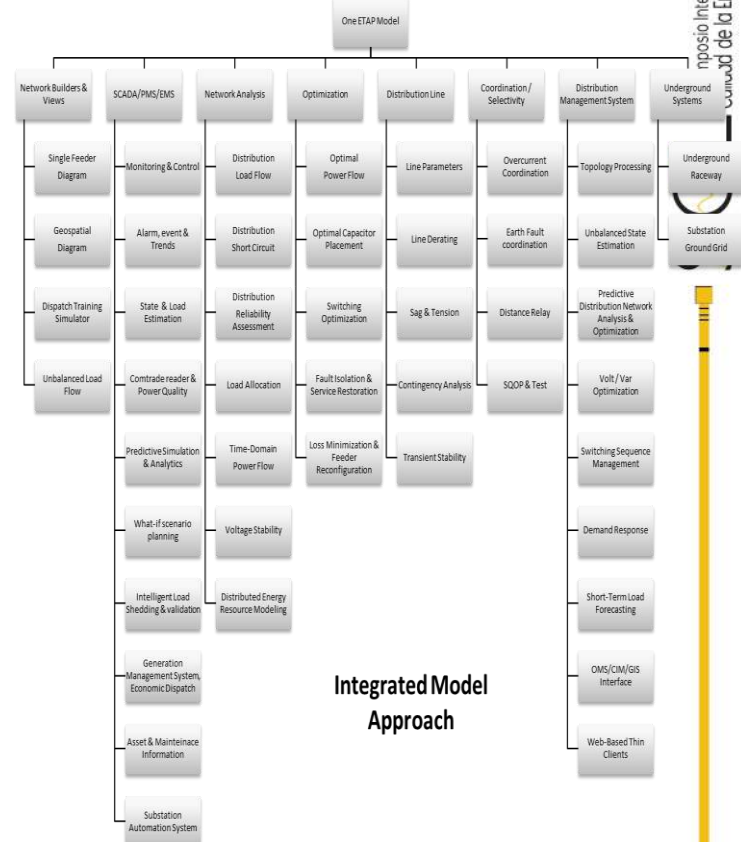 One ETAP Model
Network Builders &
Views
SCADA/PMS/EMS
Network Analysis
Optimization
Distribution Line
Coordination /
Selectivity
Distribution
Management System
Underground
Systems
Single Feeder
Diagram
Geospatial
Diagram
Dispatch Training
Simulator
Unbalanced Load
Flow
Monitoring & Control
Alarm, event &
Trends
State & Load
Estimation
Comtrade reader &
Power Quality
Predictive Simulation
& Analytics
What-if scenario
planning
Intelligent Load
Shedding & validation
Generation
Management System,
Economic Dispatch
Asset & Mainteinace
Information
Substation
Automation System
Distribution
Load Flow
Distribution
Short Circuit
Distribution
Reliability
Assessment
Load Allocation
Time-Domain
Power Flow
Voltage Stability
Distributed Energy
Resource Modeling
Optimal
Power Flow
Optimal Capacitor
Placement
Switching
Optimization
Fault Isolation &
Service Restoration
Loss Minimization &
Feeder
Reconfiguration
Line Parameters
Line Derating
Sag & Tension
Contingency Analysis
Transient Stability
Overcurrent
Coordination
Earth Fault
coordination
Distance Relay
SQOP & Test
Topology Processing
Unbalanced State
Estimation
Predictive
Distribution Network
Analysis &
Optimization
Volt / Var
Optimization
Switching Sequence
Management
Demand Response
Short-Term Load
Forecasting
OMS/CIM/GIS
Interface
Web-Based Thin
Clients
Underground
Raceway
Substation
Ground Grid
Integrated Model
Approach
de la